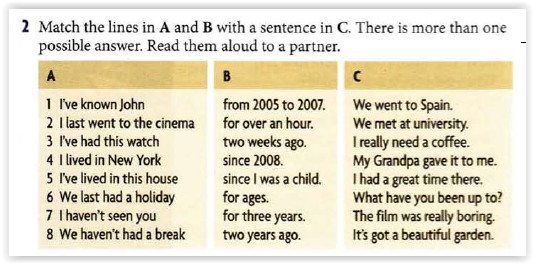 2 Match the lines in A and B with a sentence in C. There is more than one
possible answer. Read them aloud to a partner.
A B C
1 I've known John from 2005 to 2007. We went to Spain.
2 I last went to the cinema for over an hour. We met at university.
3 I've had this watch two weeks ago. I really need a coffee.
4 I lived in New York since 2008. My Grandpa gave it to me.
5 I've lived in this house since I was a child. I had a great time there.
6 We last had a holiday for ages. What have you been up to?
7 I haven't seen you for three years. The film was really boring.
8 We haven't had a break two years ago. It's got a beautiful garden.